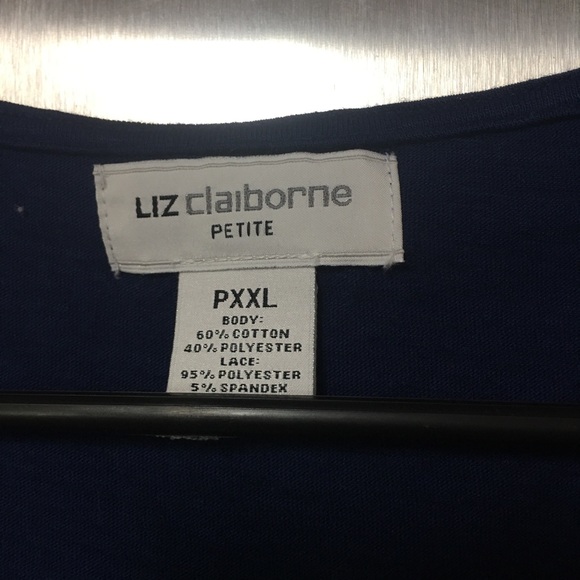 LIZ claiborne
PETITE
PXXL
BODY:
60% COTTON
40% POLYESTER
LACE:
95% POLYESTER
5% SPANDEX